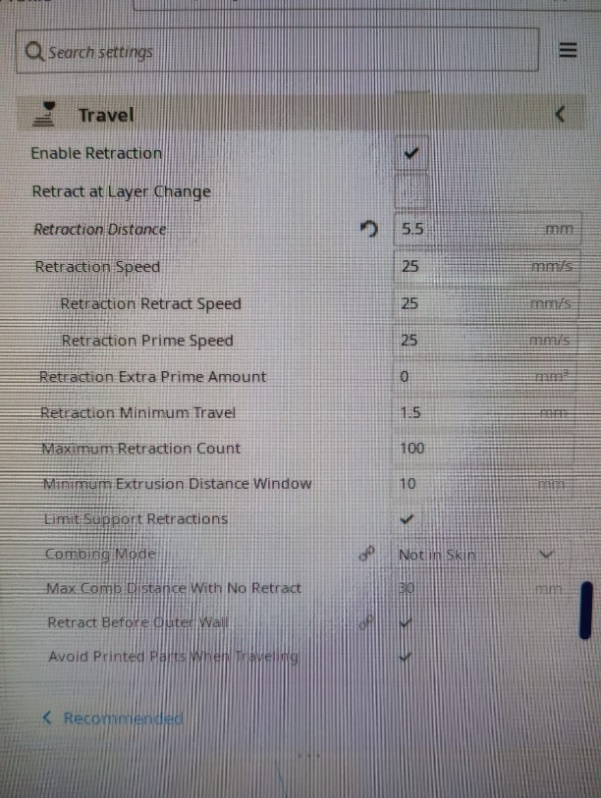 Search settings
Travel
Enable Retraction
Retract at Layer Change
Retraction Distance 5.5 mm
Retraction Speed 25 mm/s
Retraction Retract Speed 25 mm/s
Retraction Prime Speed 25 mm/s
Retraction Extra Prime Amount 0 mm³
Retraction Minimum Travel 1.5 mm
Maximum Retraction Count 100
Minimum Extrusion Distance Window 10 mm
Limit Support Retractions
Combing Mode Not in Skin
Max Comb Distance With No Retract 30 mm
Retract Before Outer Wall
Avoid Printed Parts When Traveling
Recommended